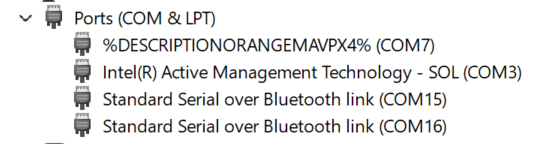 Ports (COM & LPT)
%DESCRIPTIONORANGEMAVPX4% (COM7)
Intel(R) Active Management Technology - SOL (COM3)
Standard Serial over Bluetooth link (COM15)
Standard Serial over Bluetooth link (COM16)